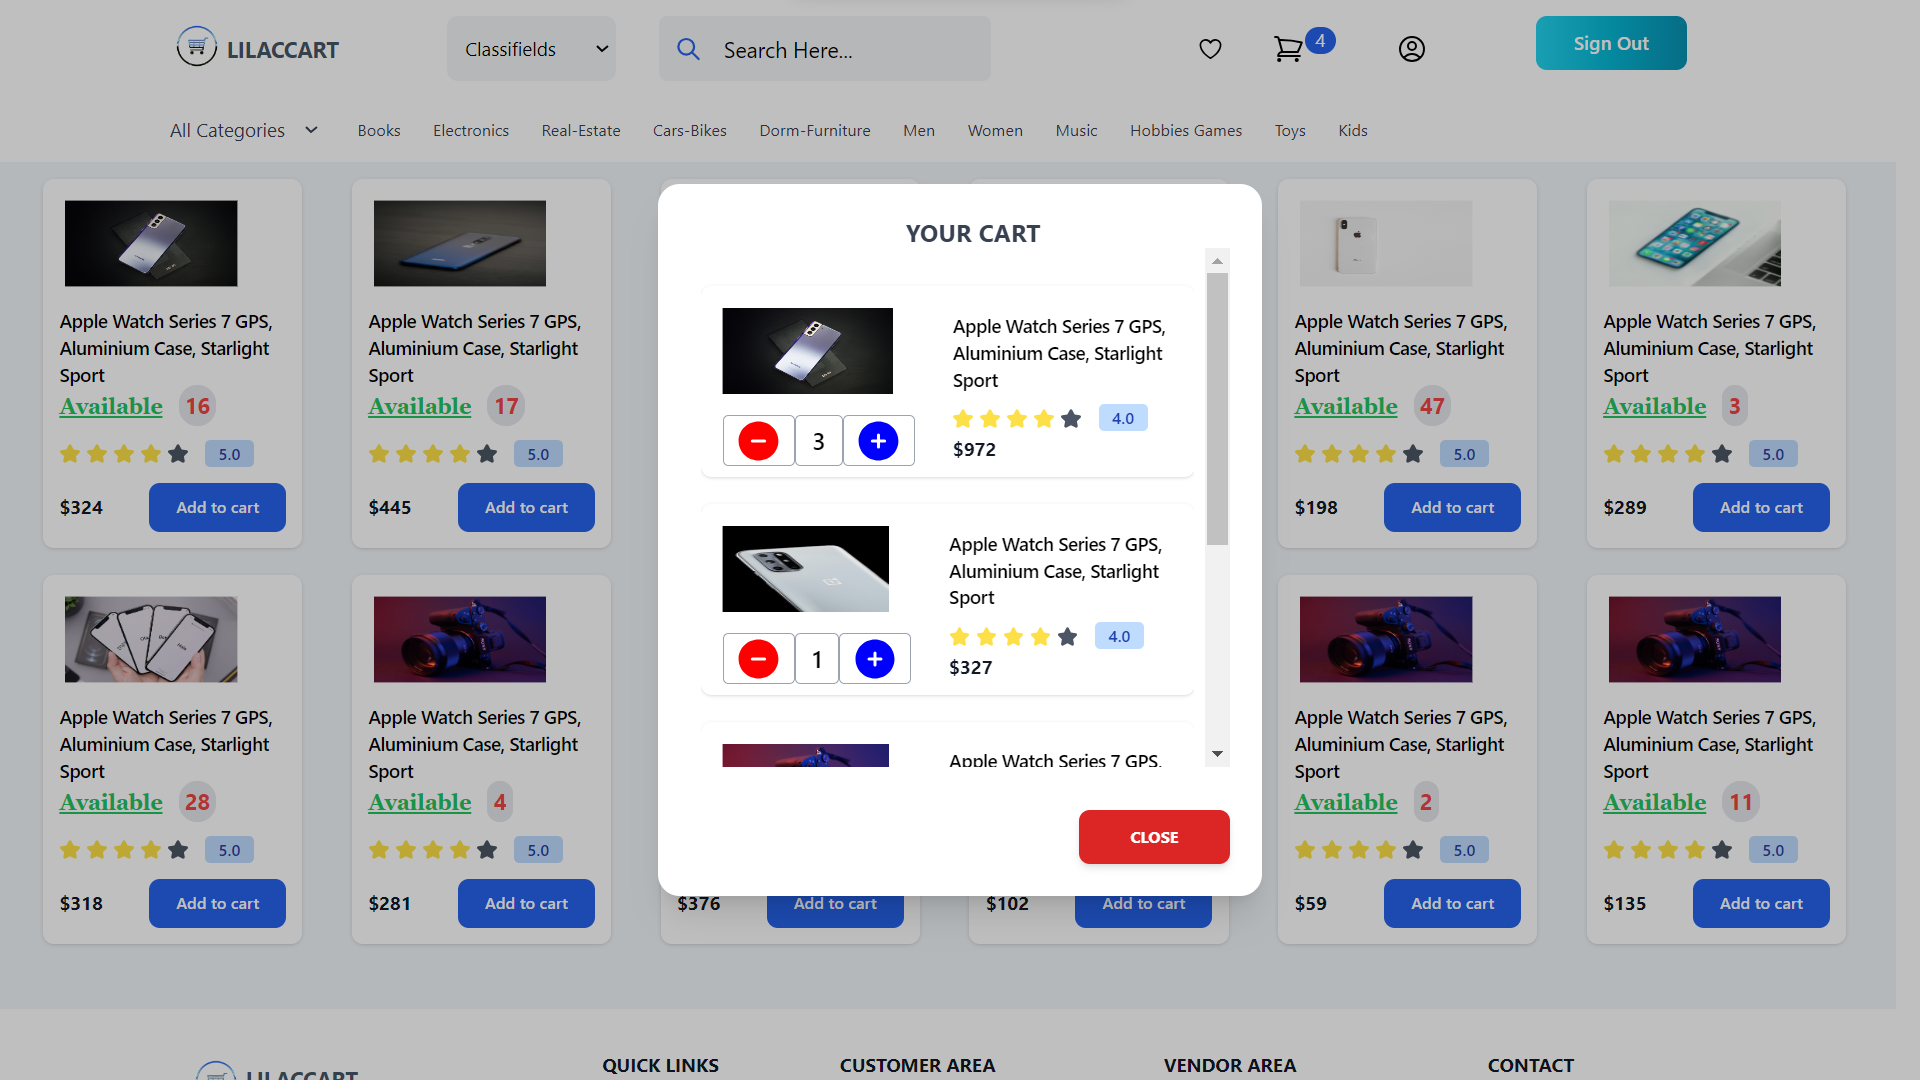 LILACCART
Classifields
Search Here...
4
Sign Out
All Categories
Books
Electronics
Real-Estate
Cars-Bikes
Dorm-Furniture
Men
Women
Music
Hobbies Games
Toys
Kids
Apple Watch Series 7 GPS,
Aluminium Case, Starlight
Sport
Available 16
5.0
$324
Add to cart
Apple Watch Series 7 GPS,
Aluminium Case, Starlight
Sport
Available 17
5.0
$445
Add to cart
YOUR CART
Apple Watch Series 7 GPS,
Aluminium Case, Starlight
Sport
4.0
3
$972
Apple Watch Series 7 GPS,
Aluminium Case, Starlight
Sport
4.0
1
$327
Apple Watch Series 7 GPS,
CLOSE
Apple Watch Series 7 GPS,
Aluminium Case, Starlight
Sport
Available 47
5.0
$198
Add to cart
Apple Watch Series 7 GPS,
Aluminium Case, Starlight
Sport
Available 3
5.0
$289
Add to cart
Apple Watch Series 7 GPS,
Aluminium Case, Starlight
Sport
Available 28
5.0
$318
Add to cart
Apple Watch Series 7 GPS,
Aluminium Case, Starlight
Sport
Available 4
5.0
$281
Add to cart
$376
Add to cart
$102
Add to cart
Apple Watch Series 7 GPS,
Aluminium Case, Starlight
Sport
Available 2
5.0
$59
Add to cart
Apple Watch Series 7 GPS,
Aluminium Case, Starlight
Sport
Available 11
5.0
$135
Add to cart
LILACCART
QUICK LINKS
CUSTOMER AREA
VENDOR AREA
CONTACT